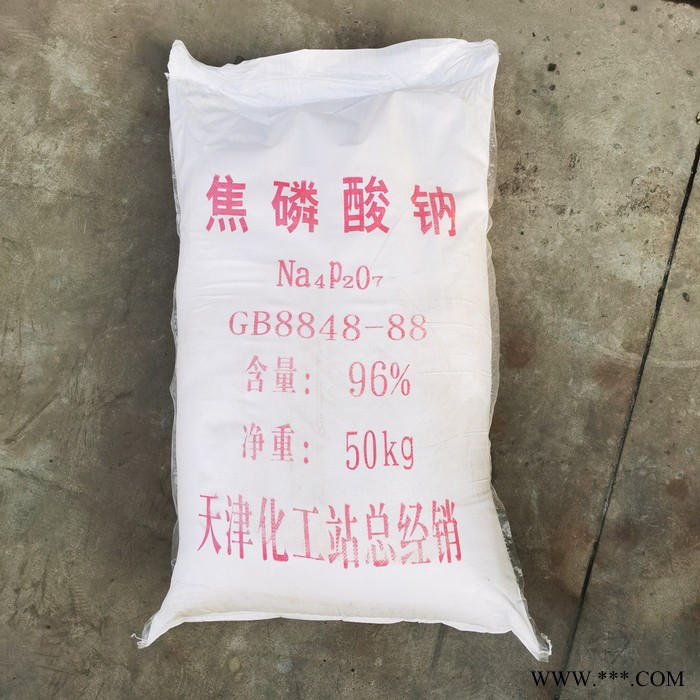 焦磷酸钠
Na₄P₂O₇
GB8848-88
含量：96%
净重：50kg
天津化工站总经销
WWW.***.COM